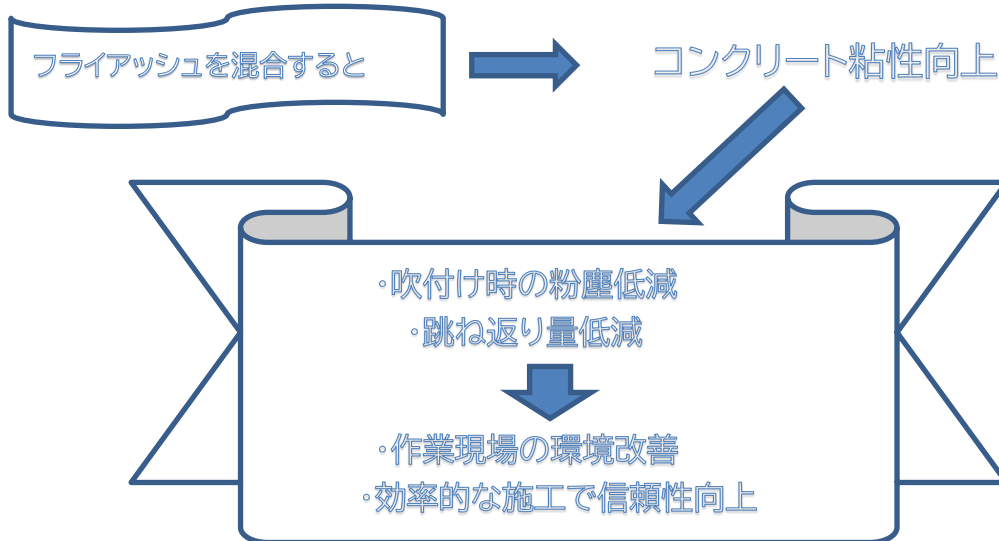 フライアッシュを混合すると
コンクリート粘性向上
・吹付け時の粉塵低減
・跳ね返り量低減
・作業現場の環境改善
・効率的な施工で信頼性向上